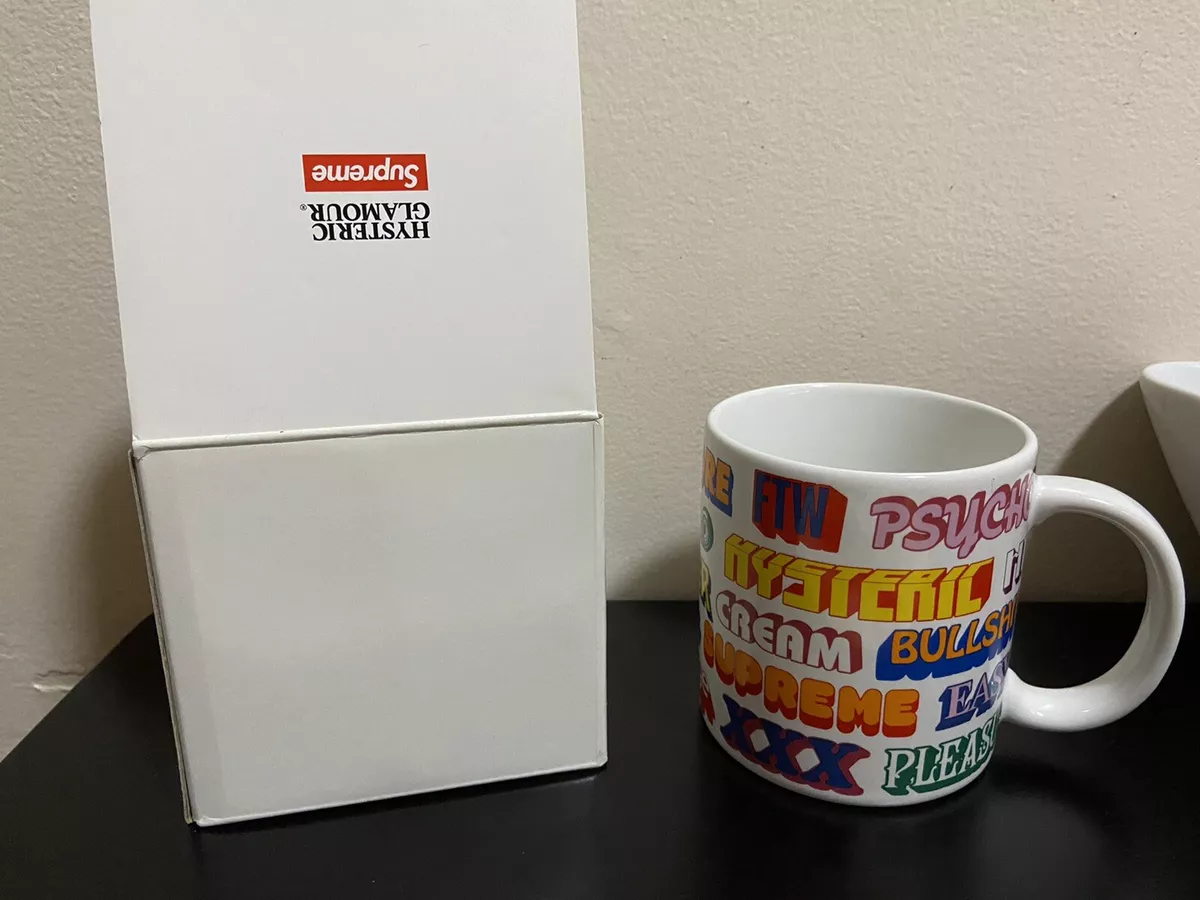 Supreme
HYSTERIC
GLAMOUR®
FTW
PSYCH
HYSTERIC
CREAM
BULLSH
SUPREME
EAS
XXX
PLEAS